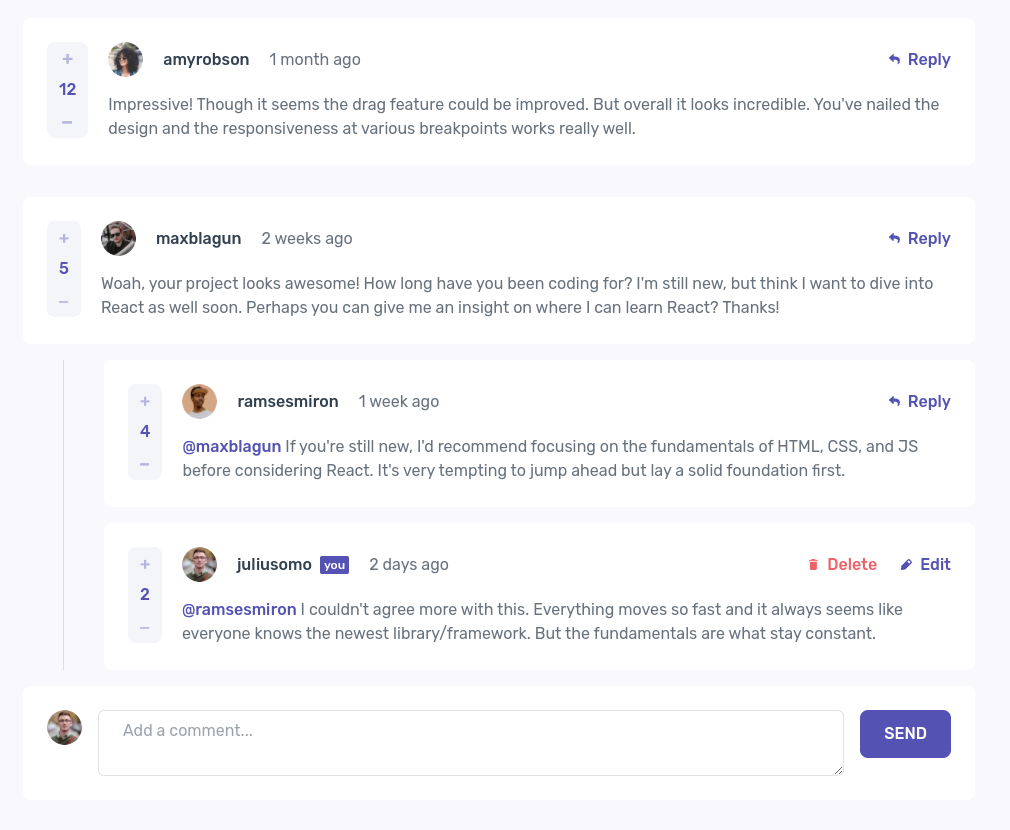 +
amyrobson 1 month ago Reply
12
Impressive! Though it seems the drag feature could be improved. But overall it looks incredible. You've nailed the
design and the responsiveness at various breakpoints works really well.
−
+
maxblagun 2 weeks ago Reply
5
Woah, your project looks awesome! How long have you been coding for? I'm still new, but think I want to dive into
React as well soon. Perhaps you can give me an insight on where I can learn React? Thanks!
−
+
ramsesmiron 1 week ago Reply
4
@maxblagun If you're still new, I'd recommend focusing on the fundamentals of HTML, CSS, and JS
before considering React. It's very tempting to jump ahead but lay a solid foundation first.
−
+
juliusomo you 2 days ago Delete Edit
2
@ramsesmiron I couldn't agree more with this. Everything moves so fast and it always seems like
everyone knows the newest library/framework. But the fundamentals are what stay constant.
−
Add a comment... SEND